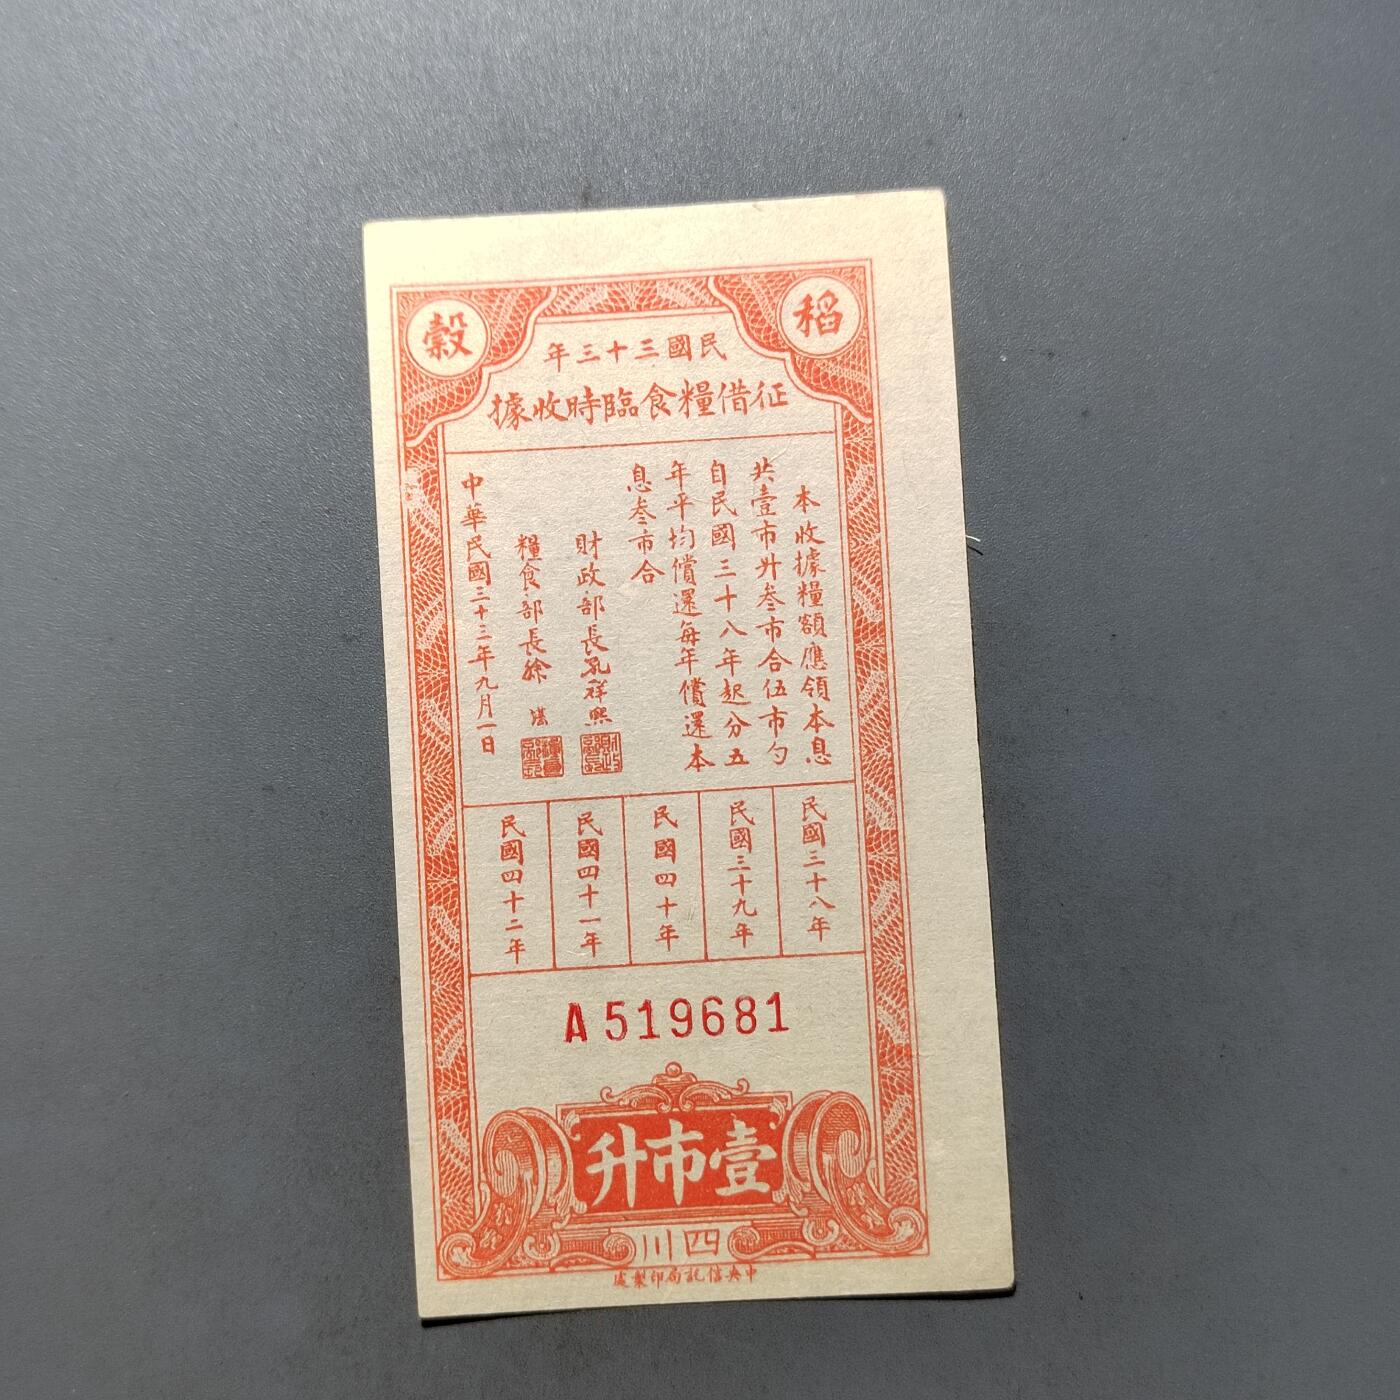 稻穀
民國三十三年
征借糧食臨時收據
本收據糧額應領本息
共壹市升叁市合伍市勺
自民國三十八年起分五
年平均償還每年償還本
息叁市合
財政部長孔祥熙
糧食部長徐堪
中華民國三十三年九月一日
民國三十八年
民國三十九年
民國四十年
民國四十一年
民國四十二年
A519681
壹市升
四川
中央信託局印製處